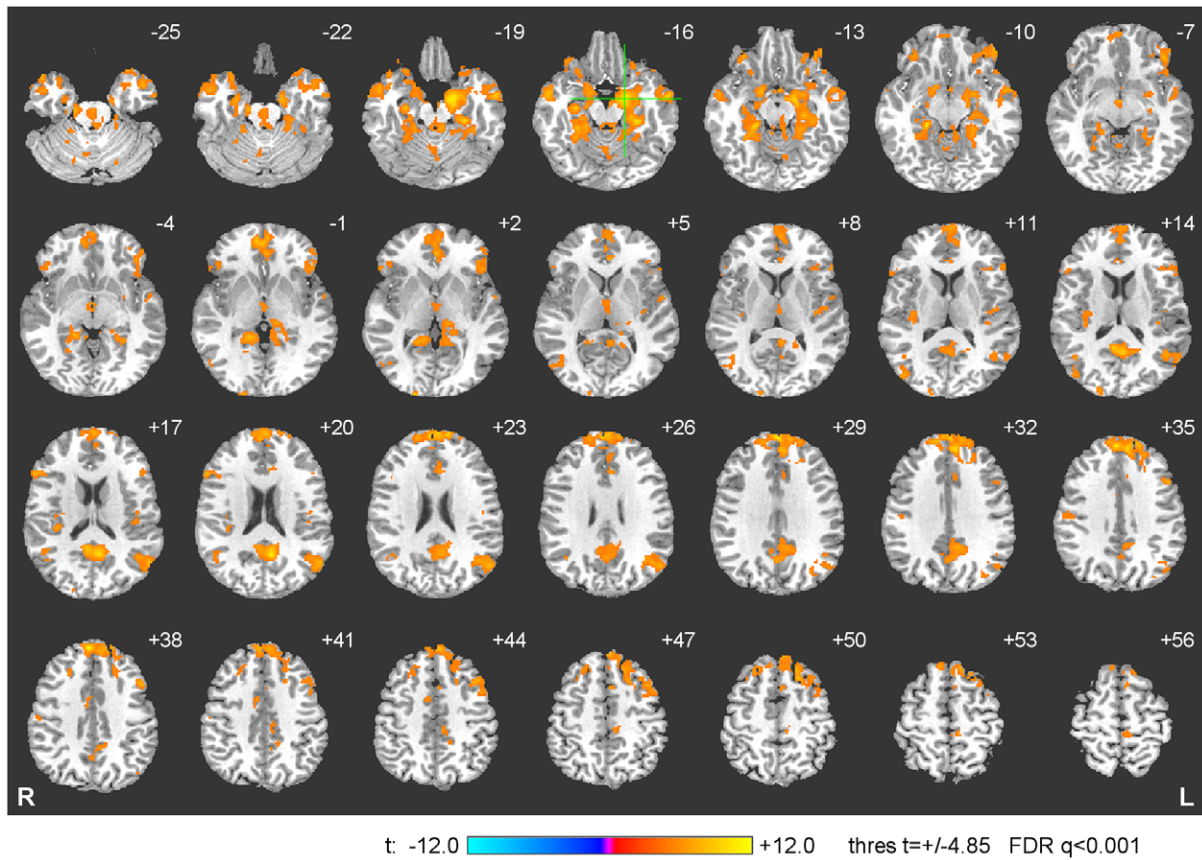 -25 -22 -19 -16 -13 -10 -7
-4 -1 +2 +5 +8 +11 +14
+17 +20 +23 +26 +29 +32 +35
+38 +41 +44 +47 +50 +53 +56
R L
t: -12.0 +12.0 thres t=+/-4.85 FDR q<0.001